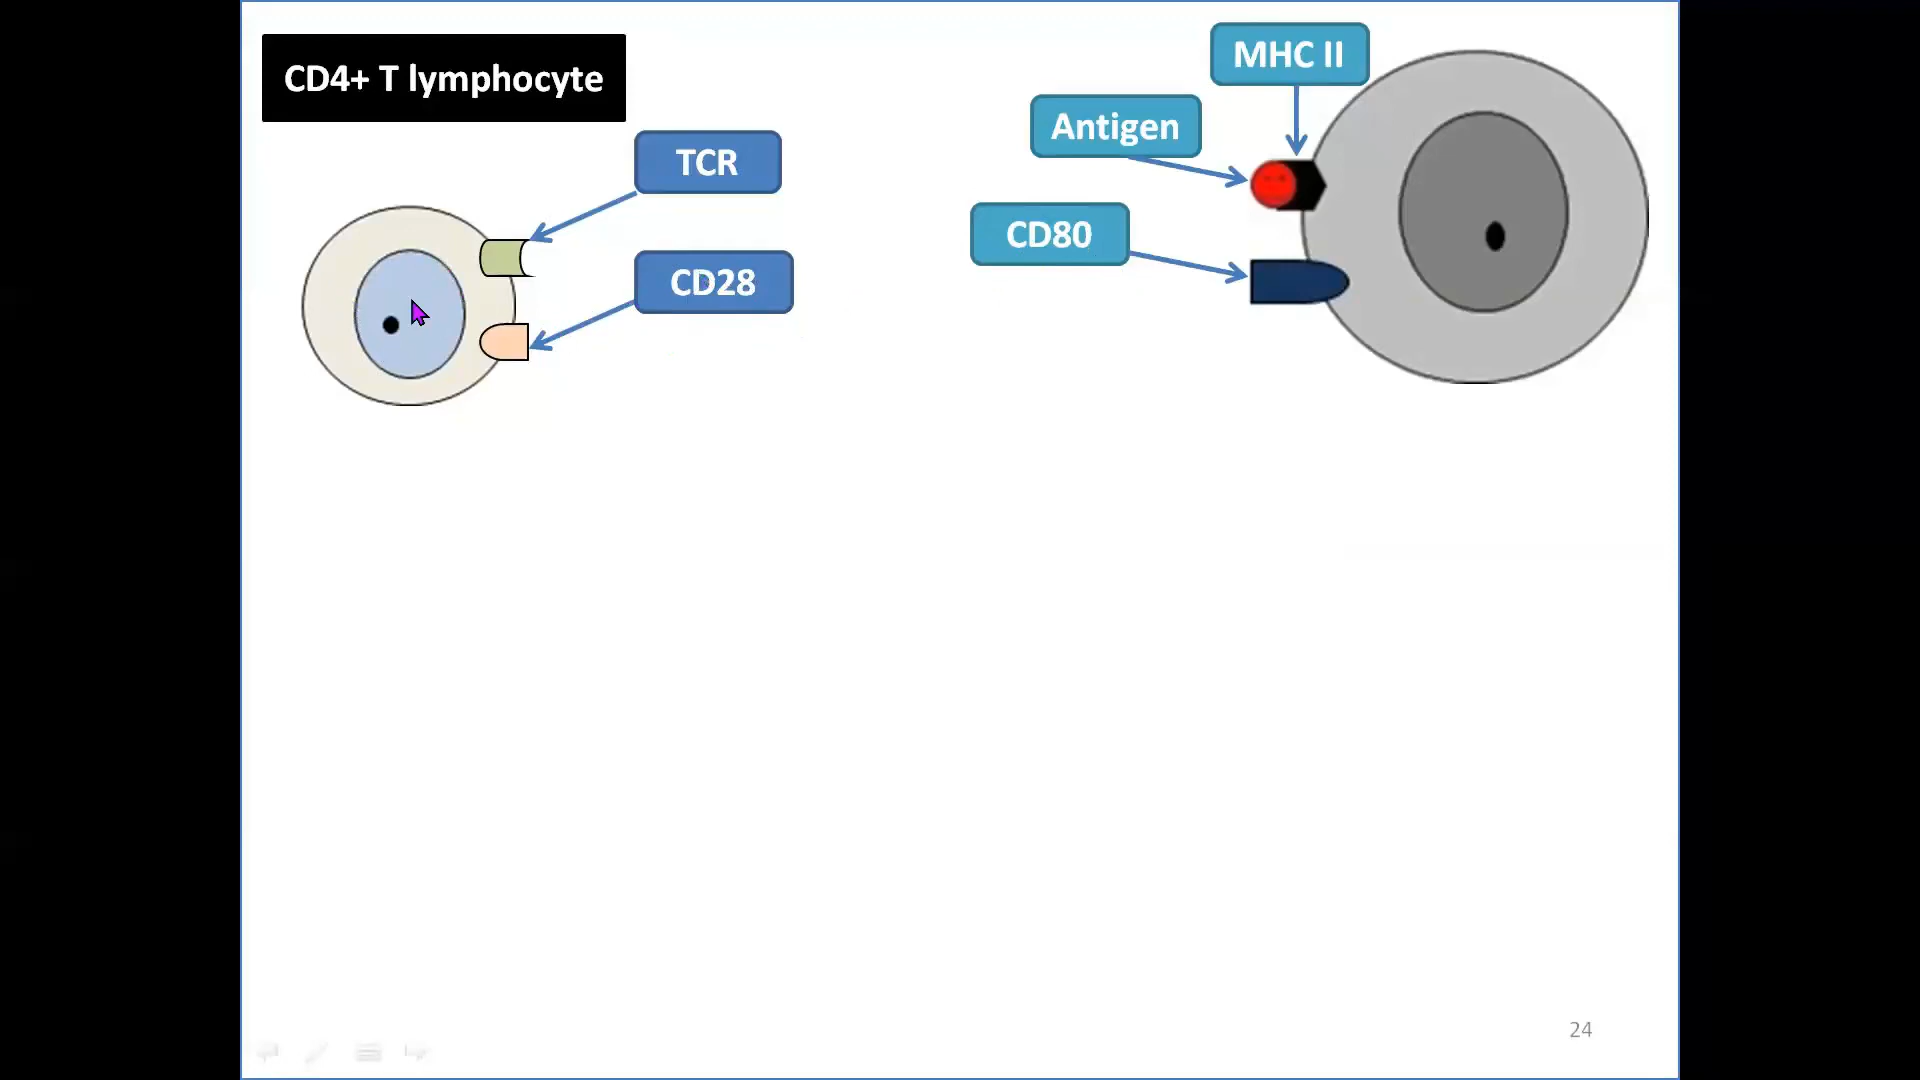 CD4+ T lymphocyte
TCR
CD28
MHC II
Antigen
CD80
24